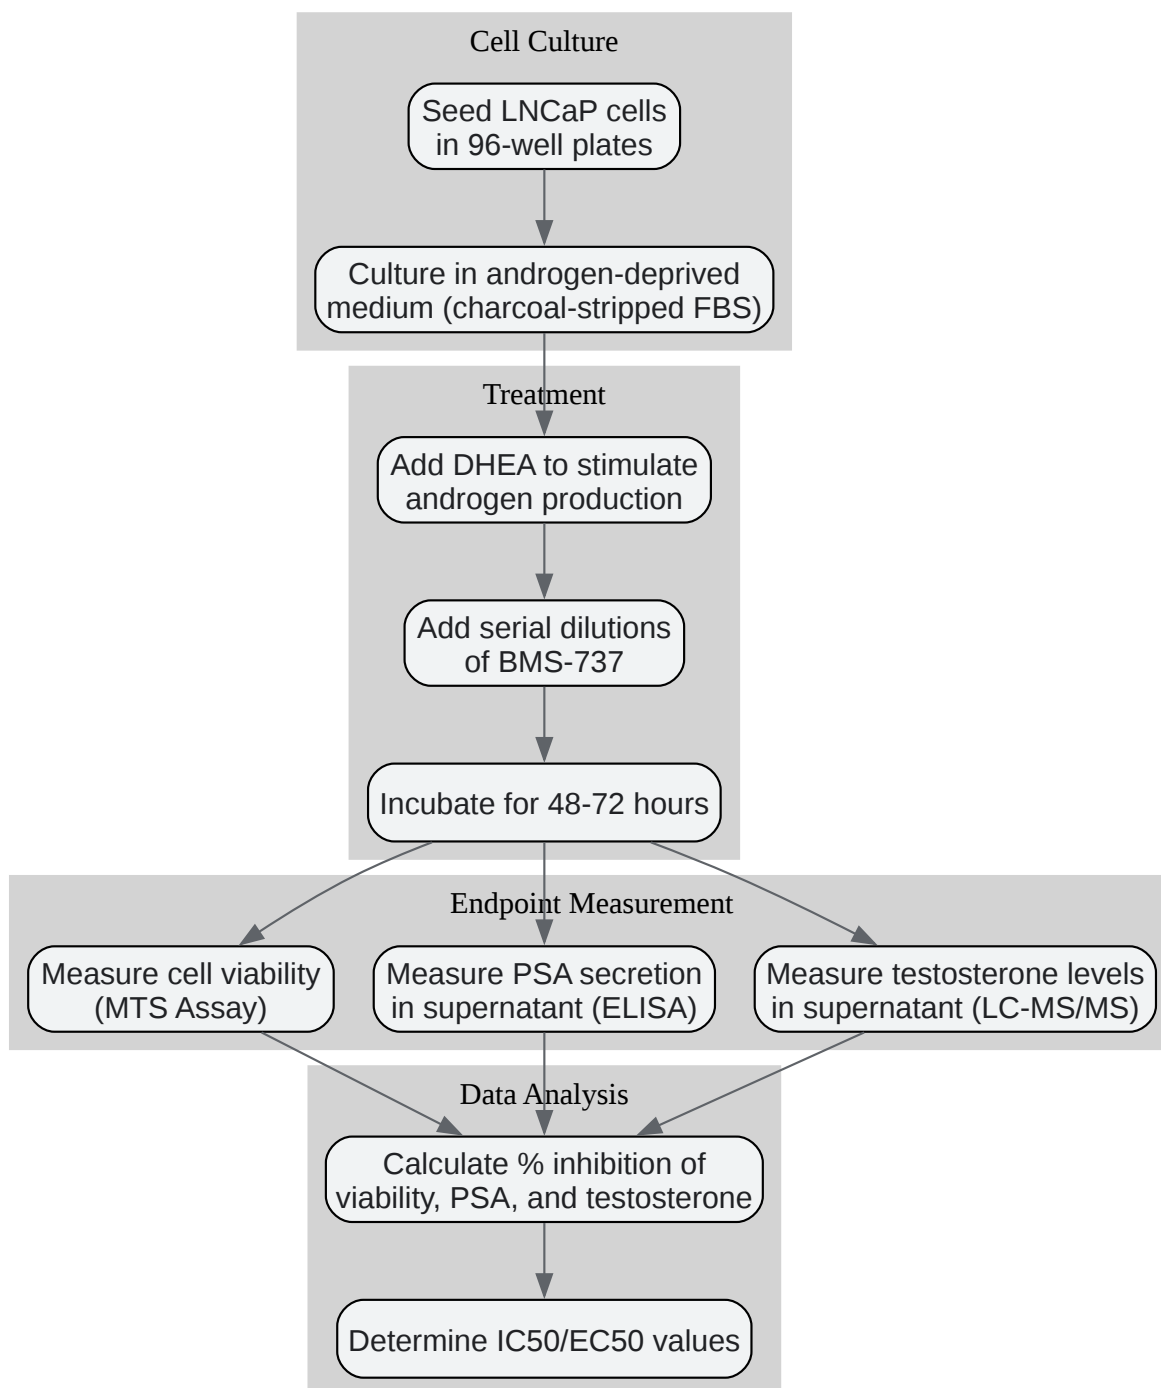 Cell Culture
Seed LNCaP cells
in 96-well plates
Culture in androgen-deprived
medium (charcoal-stripped FBS)
Treatment
Add DHEA to stimulate
androgen production
Add serial dilutions
of BMS-737
Incubate for 48-72 hours
Endpoint Measurement
Measure cell viability
(MTS Assay)
Measure PSA secretion
in supernatant (ELISA)
Measure testosterone levels
in supernatant (LC-MS/MS)
Data Analysis
Calculate % inhibition of
viability, PSA, and testosterone
Determine IC50/EC50 values